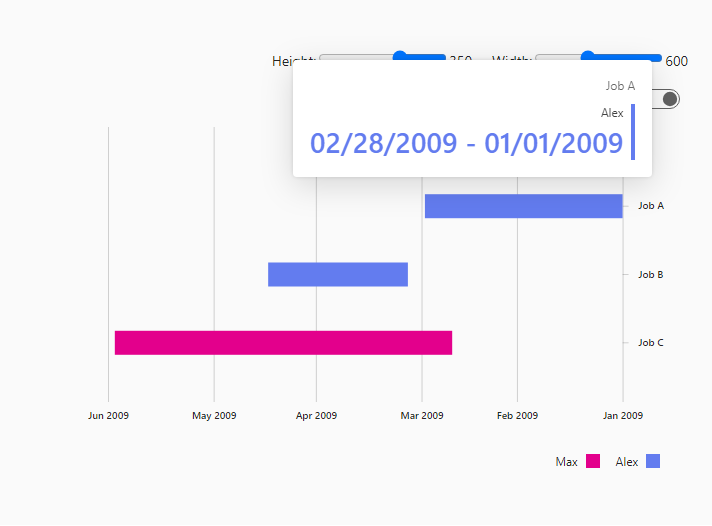 Height: 350 Width: 600
Job A
Alex
02/28/2009 - 01/01/2009
Job A
Job B
Job C
Jun 2009 May 2009 Apr 2009 Mar 2009 Feb 2009 Jan 2009
Max Alex